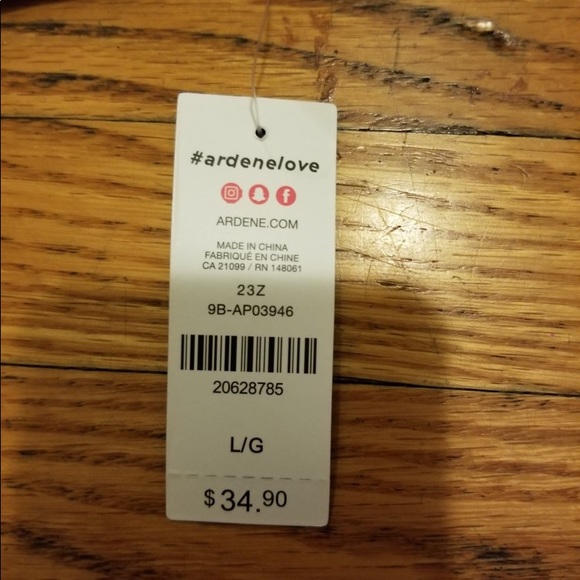 #ardenelove
ARDENE.COM
MADE IN CHINA
FABRIQUÉ EN CHINE
CA 21099 / RN 148061
23Z
9B-AP03946
20628785
L/G
$34.90